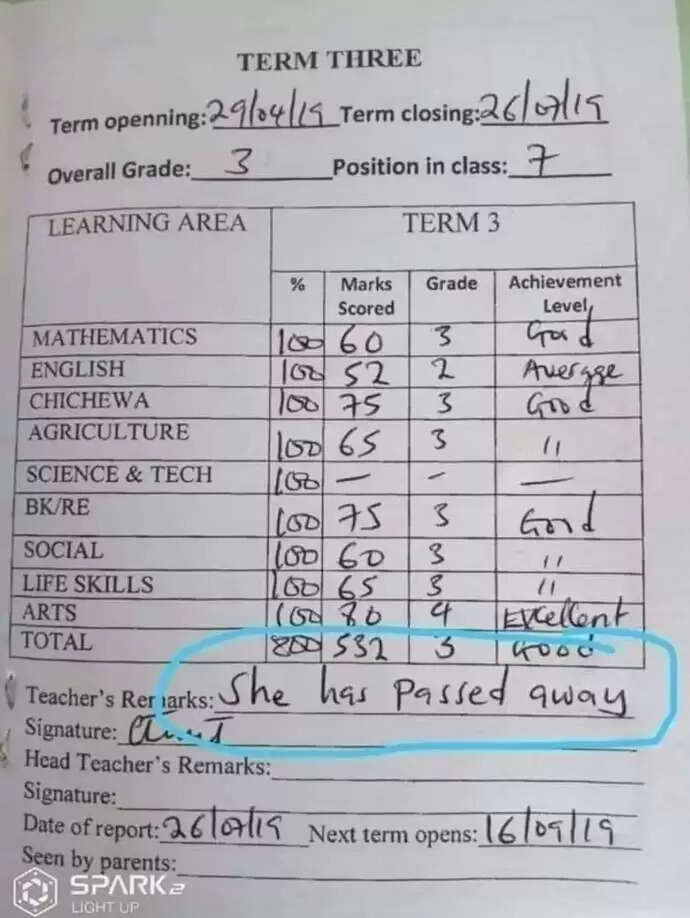 TERM THREE
Term openning: 29/04/19 Term closing: 26/07/19
Overall Grade: 3 Position in class: 7
LEARNING AREA TERM 3
% Marks Scored Grade Achievement Level
MATHEMATICS 100 60 3 Good
ENGLISH 100 52 2 Average
CHICHEWA 100 75 3 Good
AGRICULTURE 100 65 3 "
SCIENCE & TECH 100 — - —
BK/RE 100 75 3 Good
SOCIAL 100 60 3 "
LIFE SKILLS 100 65 3 "
ARTS 100 80 4 Excellent
TOTAL 800 532 3 Good
Teacher's Remarks: She has passed away
Signature:
Head Teacher's Remarks:
Signature:
Date of report: 26/07/19 Next term opens: 16/09/19
Seen by parents:
SPARK 2
LIGHT UP